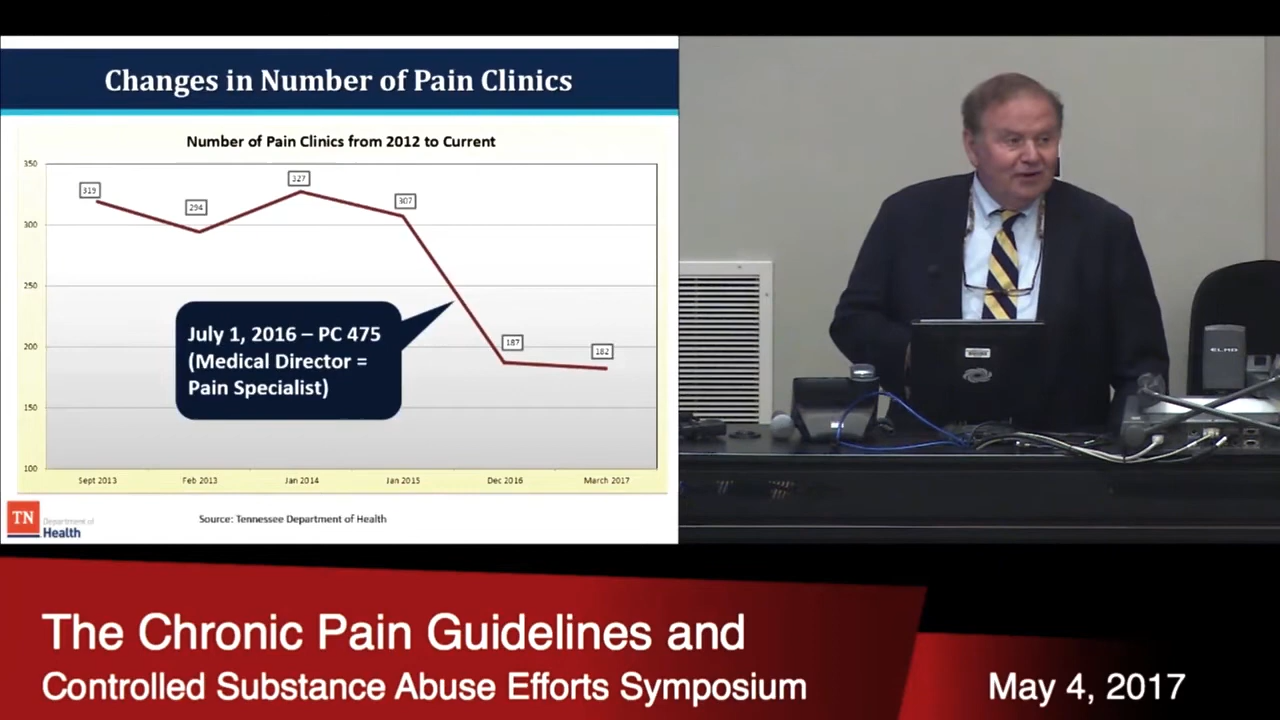 Changes in Number of Pain Clinics
Number of Pain Clinics from 2012 to Current
350
300
250
200
150
100
319
294
327
307
187
182
July 1, 2016 – PC 475
(Medical Director =
Pain Specialist)
Sept 2013
Feb 2013
Jan 2014
Jan 2015
Dec 2016
March 2017
TN
Department of
Health
Source: Tennessee Department of Health
ELMO
The Chronic Pain Guidelines and
Controlled Substance Abuse Efforts Symposium
May 4, 2017